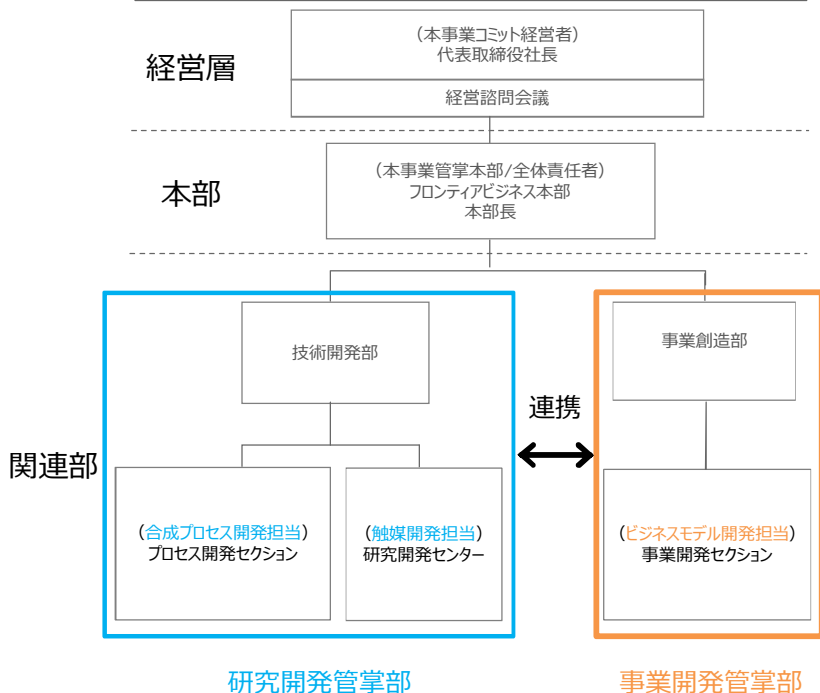 経営層
（本事業コミット経営者）
代表取締役社長
経営諮問会議
本部
（本事業管掌本部/全体責任者）
フロンティアビジネス本部
本部長
関連部
技術開発部
事業創造部
連携
（合成プロセス開発担当）
プロセス開発セクション
（触媒開発担当）
研究開発センター
（ビジネスモデル開発担当）
事業開発セクション
研究開発管掌部
事業開発管掌部